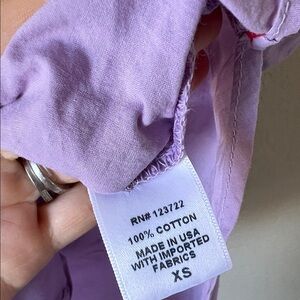 RN# 123722
100% COTTON
MADE IN USA
WITH IMPORTED
FABRICS
XS